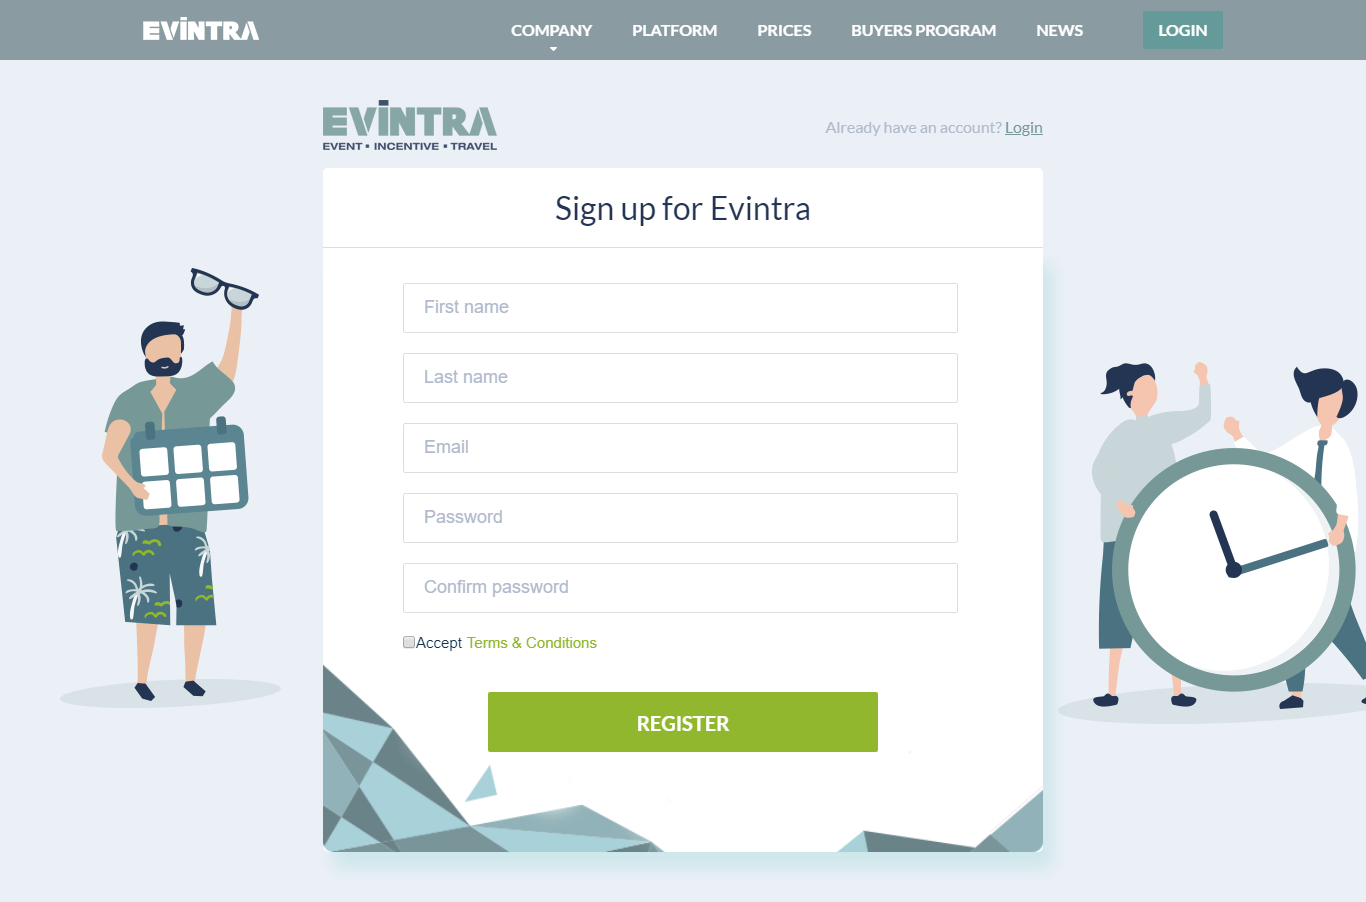 EVINTRA COMPANY PLATFORM PRICES BUYERS PROGRAM NEWS LOGIN
EVINTRA
EVENT ▪ INCENTIVE ▪ TRAVEL
Already have an account? Login
Sign up for Evintra
First name
Last name
Email
Password
Confirm password
Accept Terms & Conditions
REGISTER